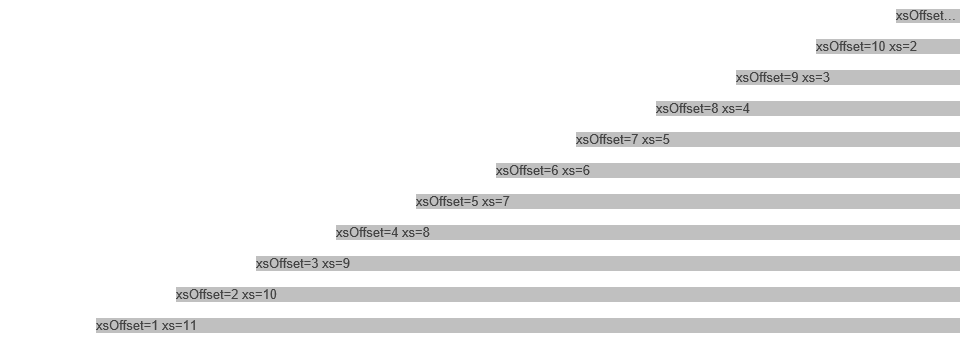 xsOffset...
xsOffset=10 xs=2
xsOffset=9 xs=3
xsOffset=8 xs=4
xsOffset=7 xs=5
xsOffset=6 xs=6
xsOffset=5 xs=7
xsOffset=4 xs=8
xsOffset=3 xs=9
xsOffset=2 xs=10
xsOffset=1 xs=11